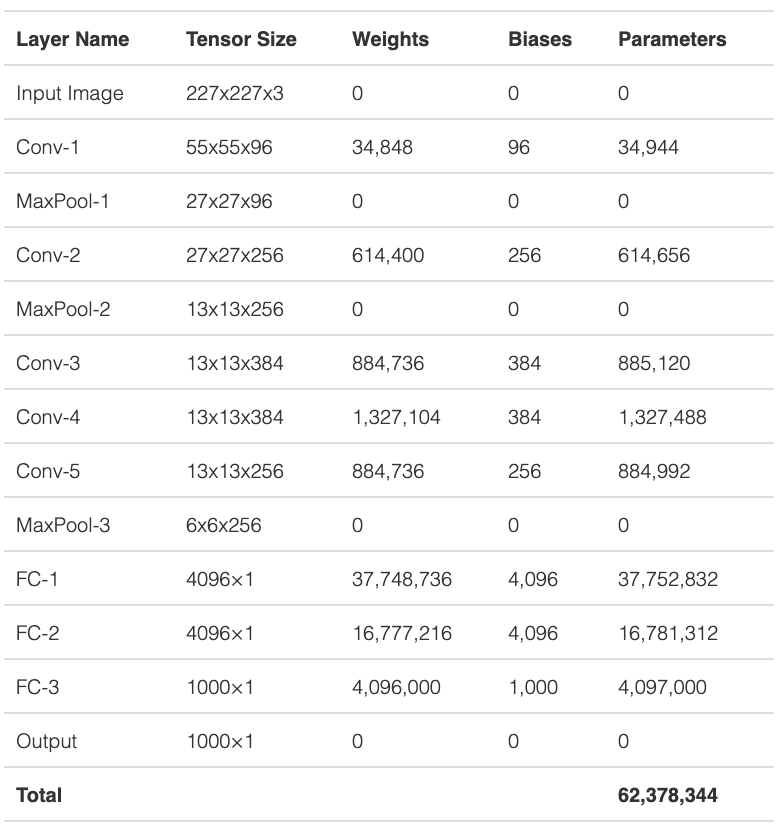 Layer Name Tensor Size Weights Biases Parameters
Input Image 227x227x3 0 0 0
Conv-1 55x55x96 34,848 96 34,944
MaxPool-1 27x27x96 0 0 0
Conv-2 27x27x256 614,400 256 614,656
MaxPool-2 13x13x256 0 0 0
Conv-3 13x13x384 884,736 384 885,120
Conv-4 13x13x384 1,327,104 384 1,327,488
Conv-5 13x13x256 884,736 256 884,992
MaxPool-3 6x6x256 0 0 0
FC-1 4096×1 37,748,736 4,096 37,752,832
FC-2 4096×1 16,777,216 4,096 16,781,312
FC-3 1000×1 4,096,000 1,000 4,097,000
Output 1000×1 0 0 0
Total 62,378,344